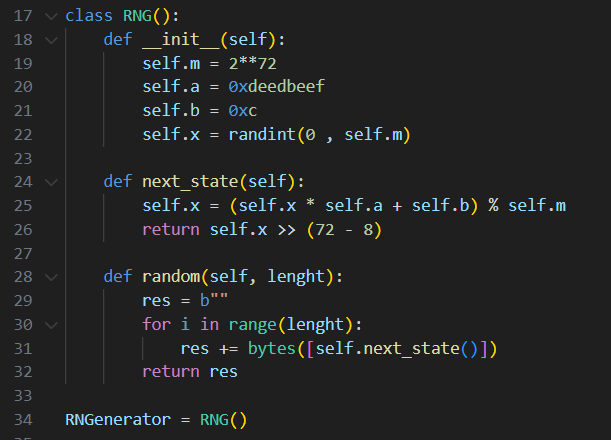 17 class RNG():
18     def __init__(self):
19         self.m = 2**72
20         self.a = 0xdeedbeef
21         self.b = 0xc
22         self.x = randint(0 , self.m)
23
24     def next_state(self):
25         self.x = (self.x * self.a + self.b) % self.m
26         return self.x >> (72 - 8)
27
28     def random(self, lenght):
29         res = b""
30         for i in range(lenght):
31             res += bytes([self.next_state()])
32         return res
33
34 RNGenerator = RNG()